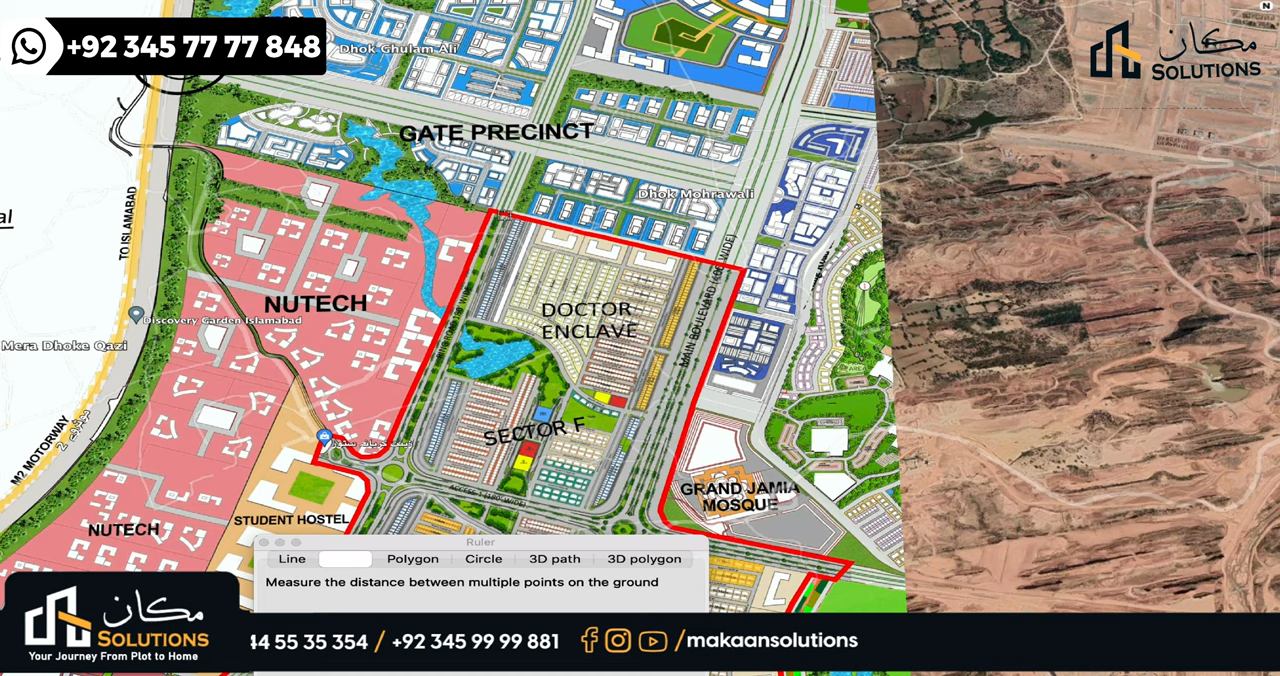 +92 345 77 77 848
Dhok Ghulam Ali
N
مكان
SOLUTIONS
GATE PRECINCT
Dhok Mohrawali
TO ISLAMABAD
al
NUTECH
DOCTOR
ENCLAVE
Discovery Garden Islamabad
Mera Dhoke Qazi
MAIN BOULEVARD
SECTOR F
M2 MOTORWAY
GRAND JAMIA
MOSQUE
NUTECH
STUDENT HOSTEL
Ruler
Line
Polygon
Circle
3D path
3D polygon
Measure the distance between multiple points on the ground
مكان
SOLUTIONS
Your Journey From Plot to Home
44 55 35 354 / +92 345 99 99 881
/makaansolutions